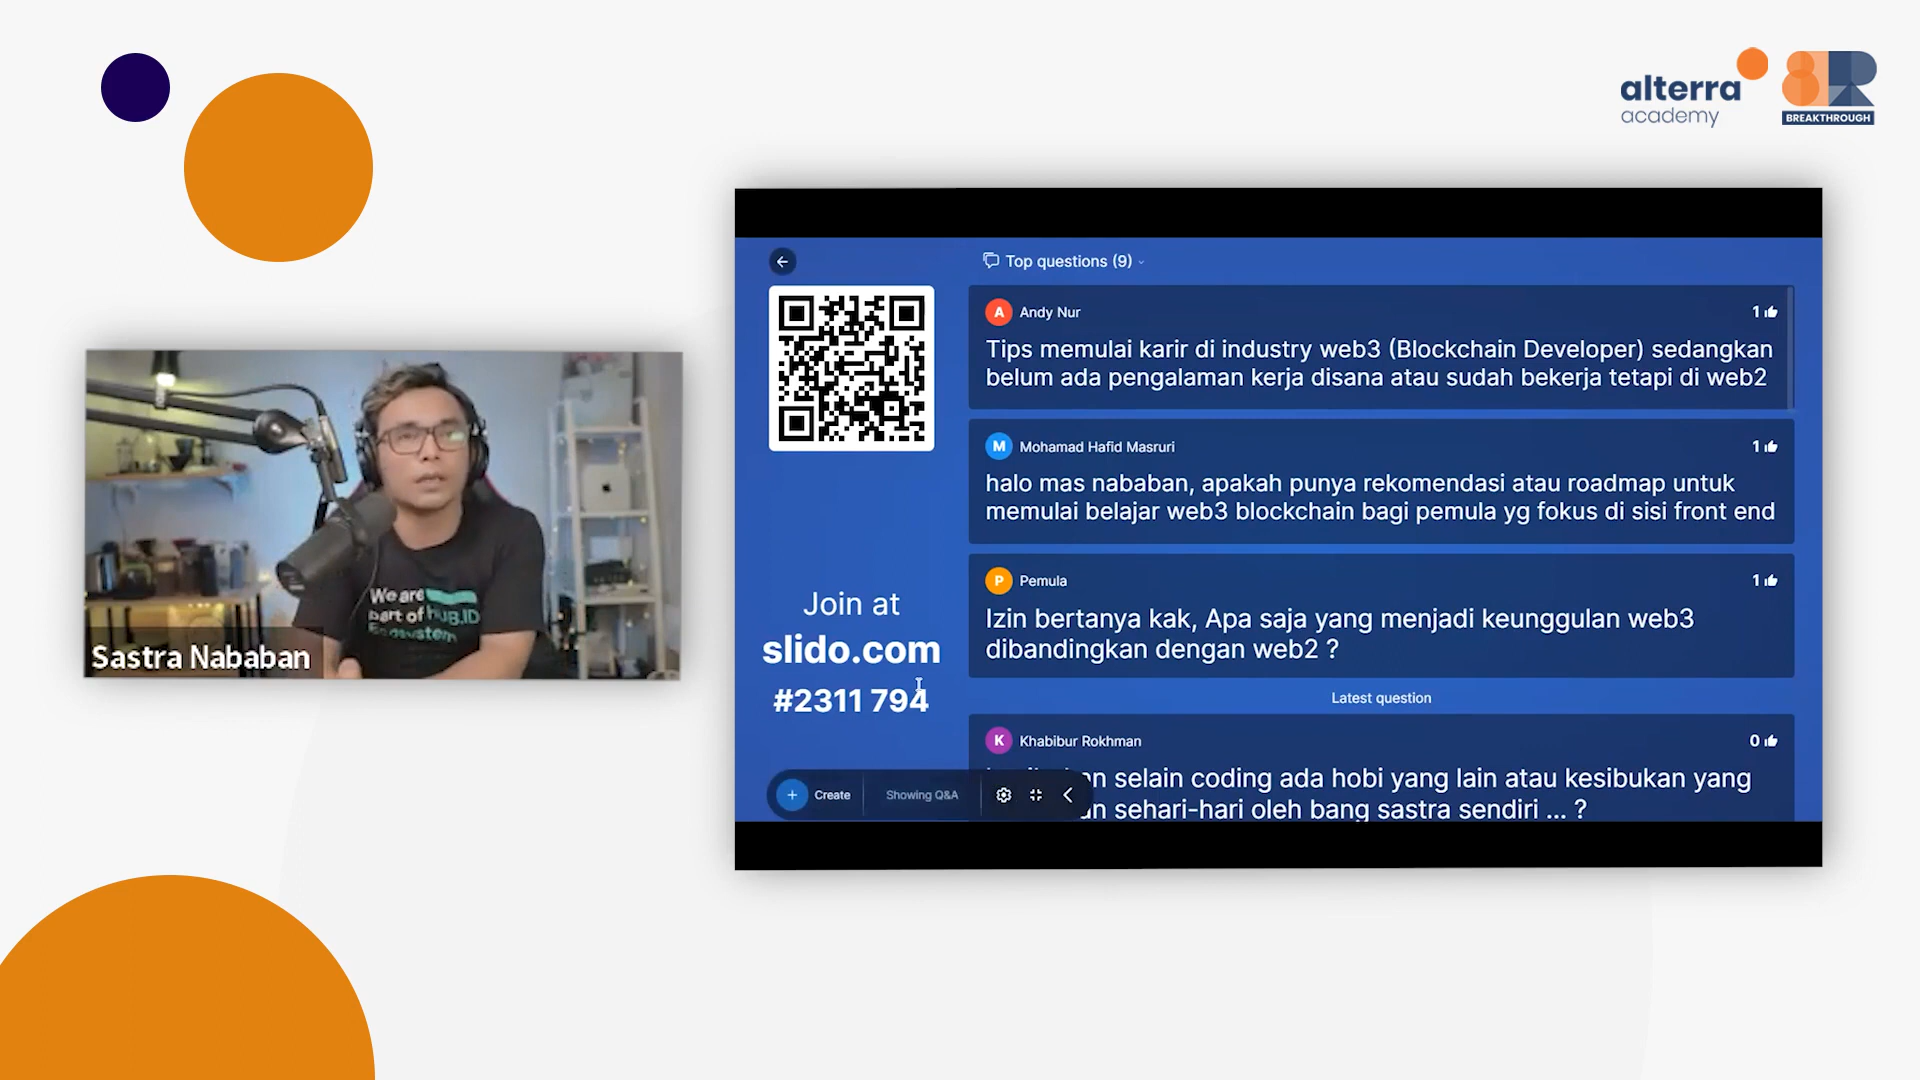 alterra
academy
BREAKTHROUGH
We are
part of HUB.ID
Ecosystem
Sastra Nababan
Join at
slido.com
#2311 794
Create
Showing Q&A
Top questions (9)
A
Andy Nur
1
Tips memulai karir di industry web3 (Blockchain Developer) sedangkan
belum ada pengalaman kerja disana atau sudah bekerja tetapi di web2
M
Mohamad Hafid Masruri
1
halo mas nababan, apakah punya rekomendasi atau roadmap untuk
memulai belajar web3 blockchain bagi pemula yg fokus di sisi front end
P
Pemula
1
Izin bertanya kak, Apa saja yang menjadi keunggulan web3
dibandingkan dengan web2 ?
Latest question
K
Khabibur Rokhman
0
selain coding ada hobi yang lain atau kesibukan yang
sehari-hari oleh bang sastra sendiri ... ?